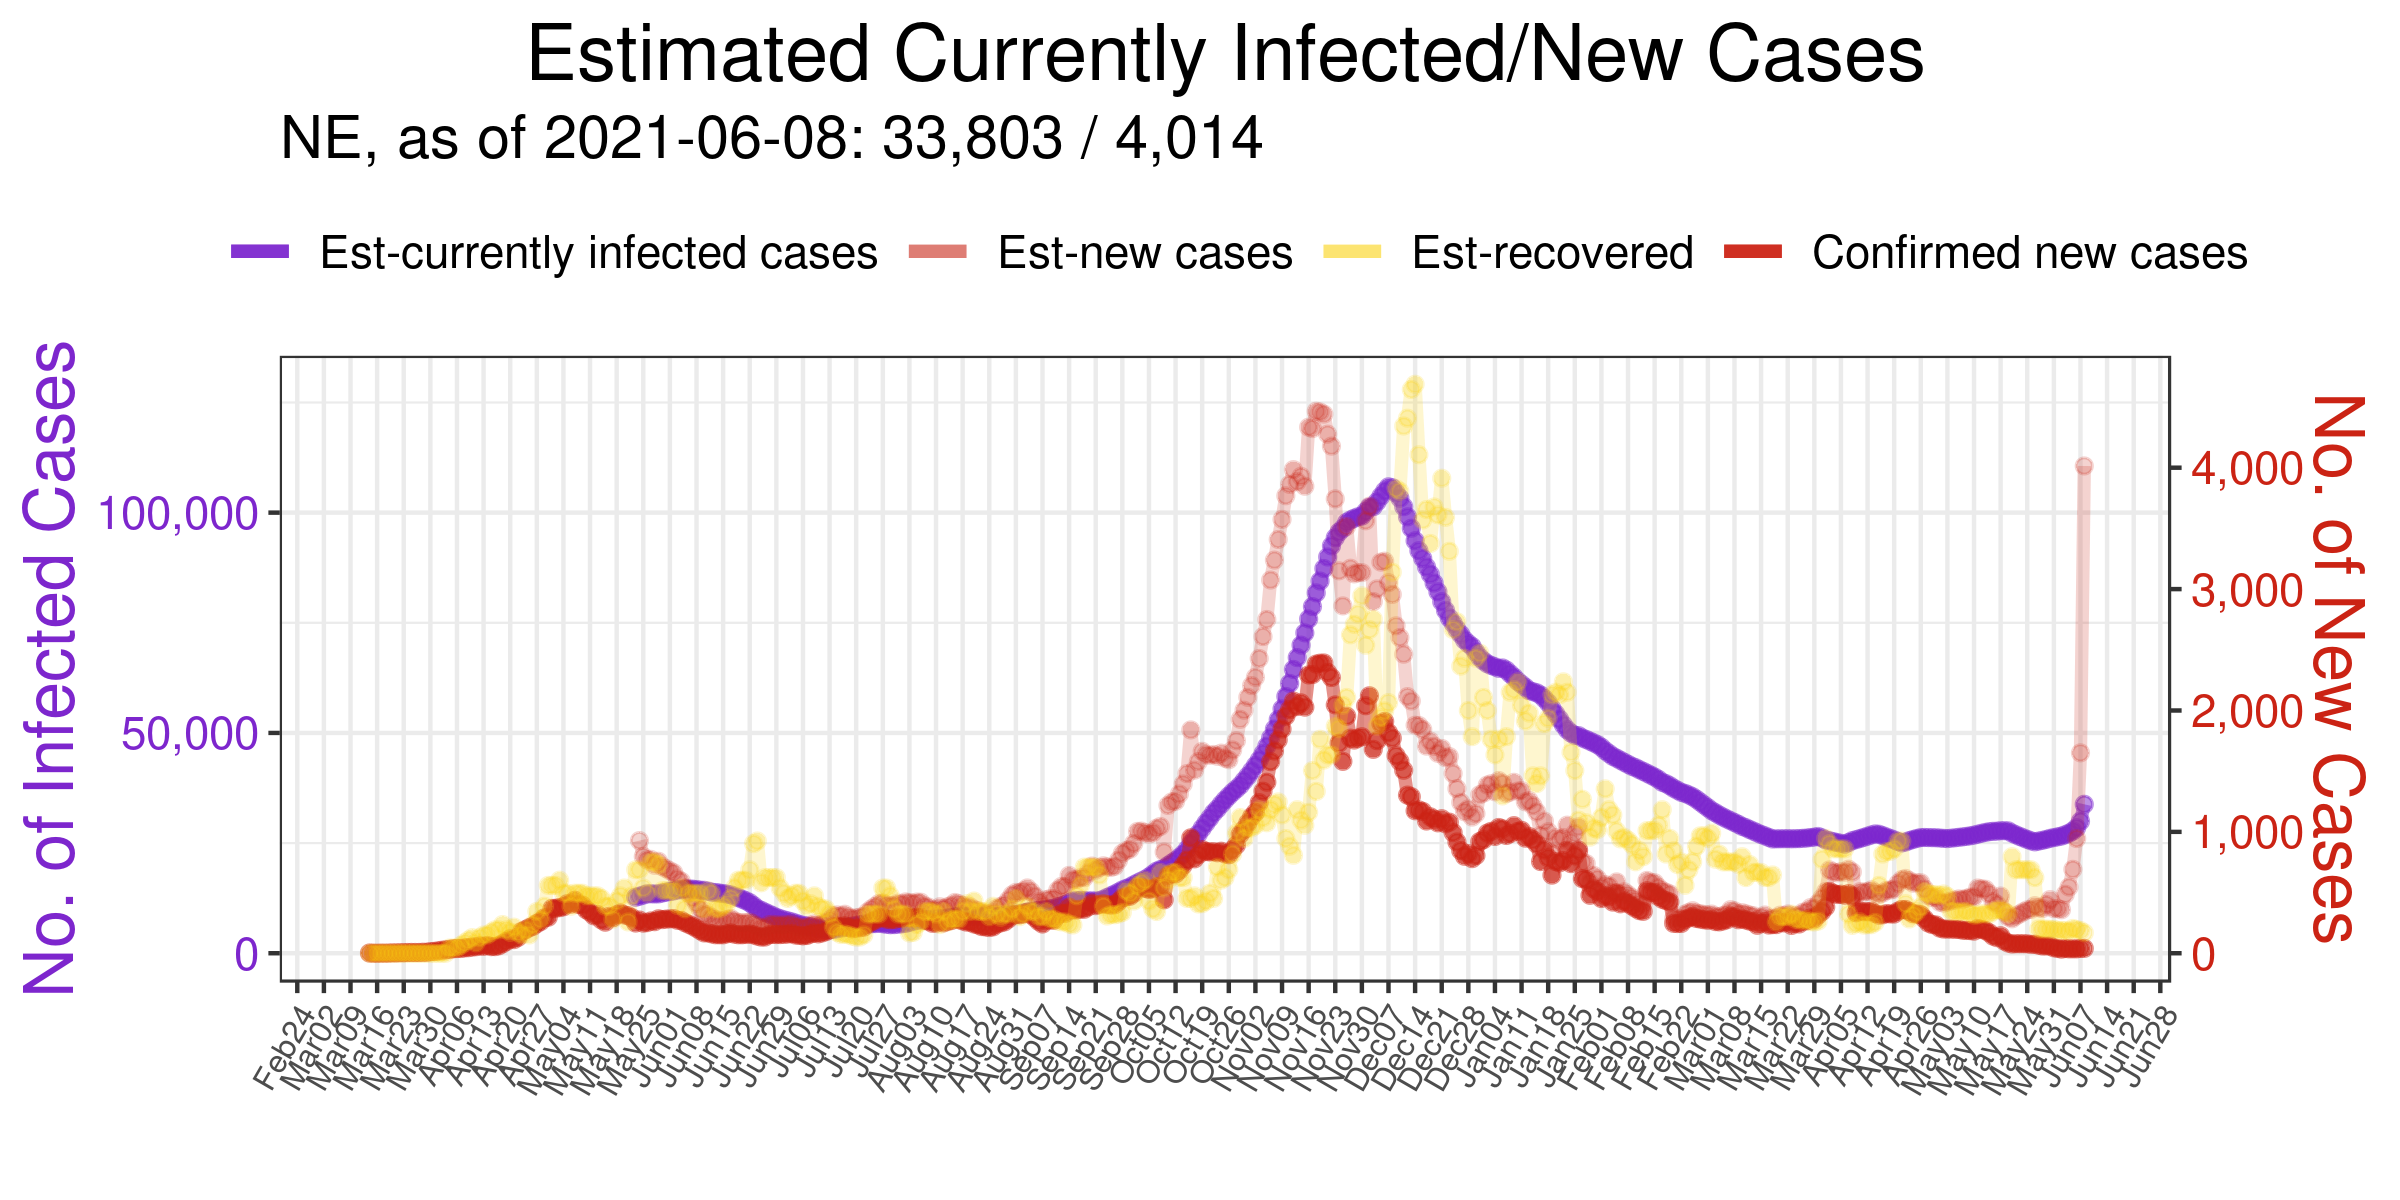 Estimated Currently Infected/New Cases
NE, as of 2021-06-08: 33,803 / 4,014
Est-currently infected cases
Est-new cases
Est-recovered
Confirmed new cases
No. of Infected Cases
100,000
50,000
0
4,000
3,000
2,000
1,000
0
No. of New Cases
Feb24
Mar02
Mar09
Mar16
Mar23
Mar30
Apr06
Apr13
Apr20
Apr27
May04
May11
May18
May25
Jun01
Jun08
Jun15
Jun22
Jun29
Jul06
Jul13
Jul20
Jul27
Aug03
Aug10
Aug17
Aug24
Aug31
Sep07
Sep14
Sep21
Sep28
Oct05
Oct12
Oct19
Oct26
Nov02
Nov09
Nov16
Nov23
Nov30
Dec07
Dec14
Dec21
Dec28
Jan04
Jan11
Jan18
Jan25
Feb01
Feb08
Feb15
Feb22
Mar01
Mar08
Mar15
Mar22
Mar29
Apr05
Apr12
Apr19
Apr26
May03
May10
May17
May24
May31
Jun07
Jun14
Jun21
Jun28